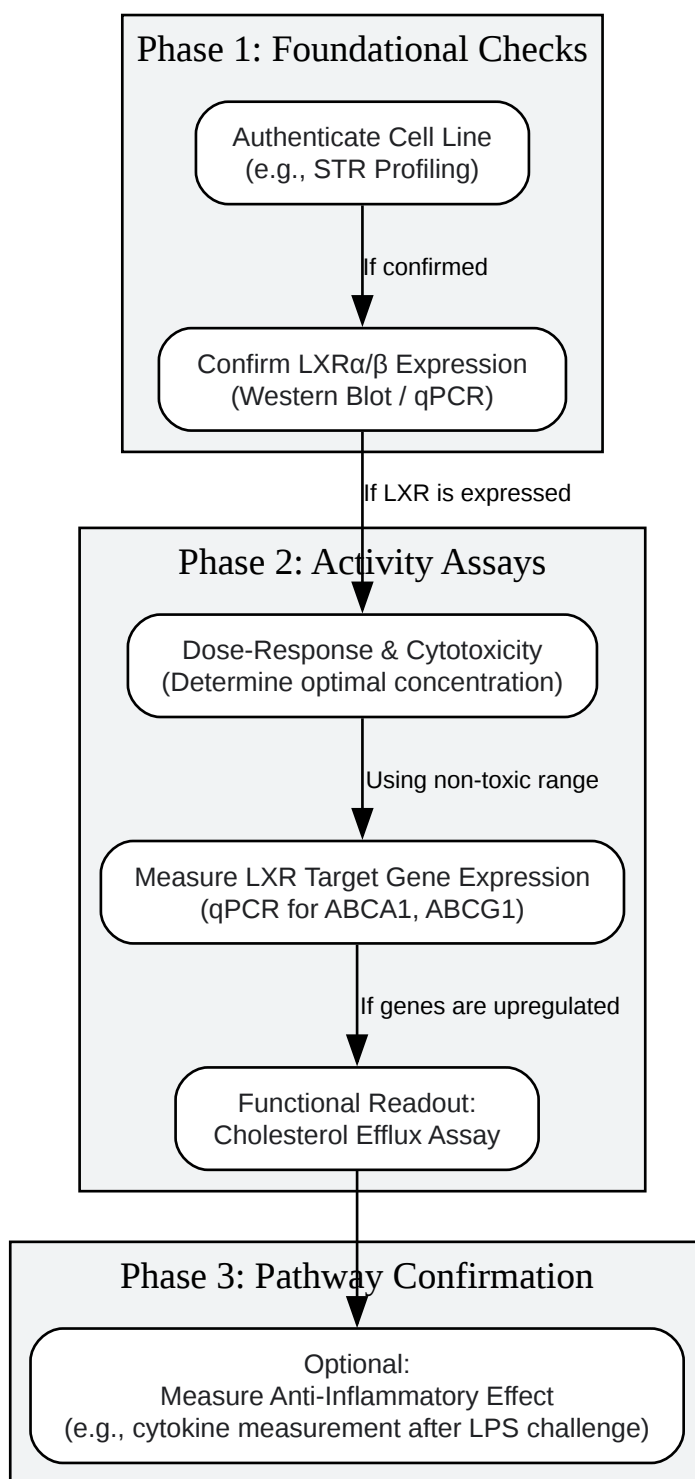 Phase 1: Foundational Checks
Authenticate Cell Line
(e.g., STR Profiling)
If confirmed
Confirm LXRα/β Expression
(Western Blot / qPCR)
If LXR is expressed
Phase 2: Activity Assays
Dose-Response & Cytotoxicity
(Determine optimal concentration)
Using non-toxic range
Measure LXR Target Gene Expression
(qPCR for ABCA1, ABCG1)
If genes are upregulated
Functional Readout:
Cholesterol Efflux Assay
Phase 3: Pathway Confirmation
Optional:
Measure Anti-Inflammatory Effect
(e.g., cytokine measurement after LPS challenge)